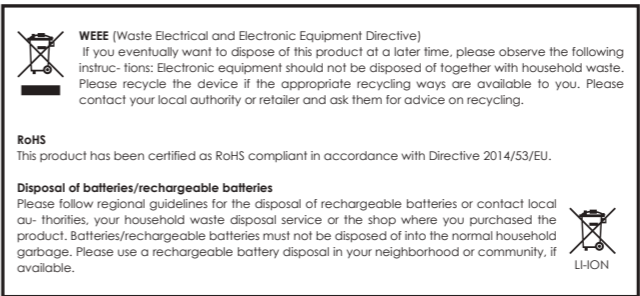 WEEE (Waste Electrical and Electronic Equipment Directive)
If you eventually want to dispose of this product at a later time, please observe the following
instruc- tions: Electronic equipment should not be disposed of together with household waste.
Please recycle the device if the appropriate recycling ways are available to you. Please
contact your local authority or retailer and ask them for advice on recycling.
RoHS
This product has been certified as RoHS compliant in accordance with Directive 2014/53/EU.
Disposal of batteries/rechargeable batteries
Please follow regional guidelines for the disposal of rechargeable batteries or contact local
au- thorities, your household waste disposal service or the shop where you purchased the
product. Batteries/rechargeable batteries must not be disposed of into the normal household
garbage. Please use a rechargeable battery disposal in your neighborhood or community, if
available.
LI-ION